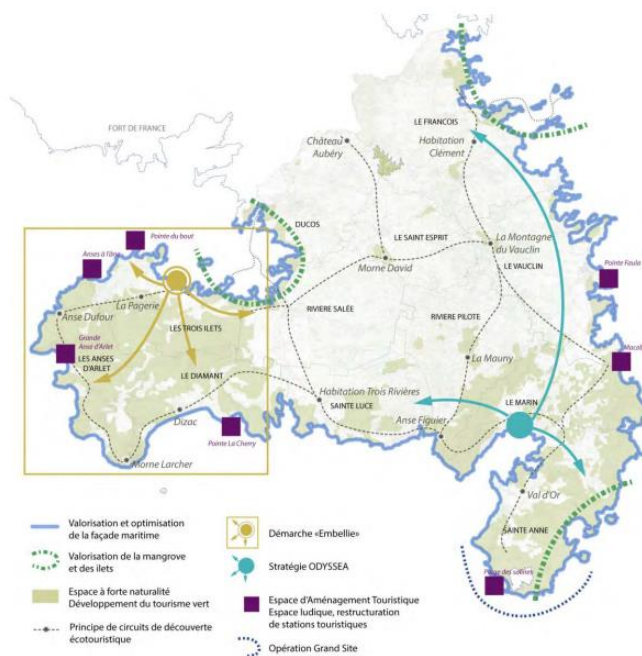 FORT DE FRANCE
LE FRANCOIS
Habitation
Clément
Château
Aubéry
DUCOS
Pointe du bout
Anses à l'âne
LE SAINT ESPRIT
La Montagne
du Vauclin
LE VAUCLIN
Morne David
Pointe Faula
La Pagerie
Anse Dufour
LES TROIS ILETS
RIVIERE SALÉE
RIVIERE PILOTE
Grande
Anse d'Arlet
LES ANSES
D'ARLET
LE DIAMANT
La Mauny
Habitation Trois Rivières
SAINTE LUCE
LE MARIN
Dizac
Anse Figuier
Pointe La Cherry
Morne Larcher
Val d'Or
SAINTE ANNE
Valorisation et optimisation
de la façade maritime
Valorisation de la mangrove
et des ilets
Espace à forte naturalité
Développement du tourisme vert
Principe de circuits de découverte
écotouristique
Démarche «Embellie»
Stratégie ODYSSEA
Espace d'Aménagement Touristique
Espace ludique, restructuration
de stations touristiques
Opération Grand Site